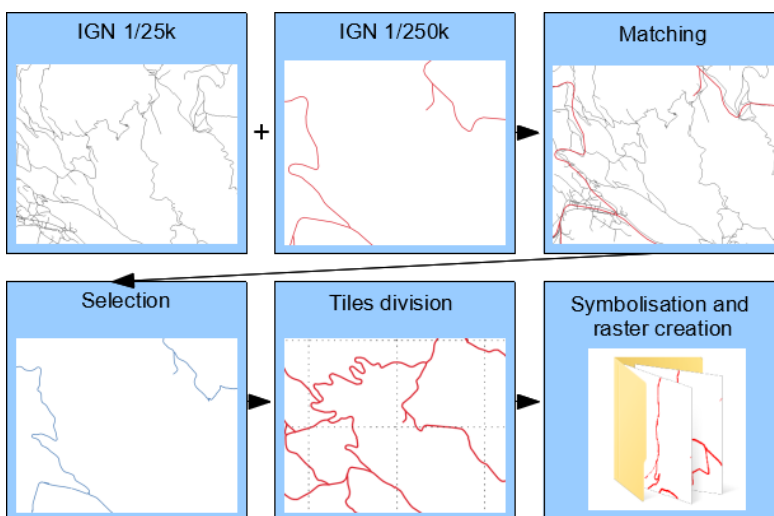 IGN 1/25k
+
IGN 1/250k
Matching
Selection
Tiles division
Symbolisation and
raster creation